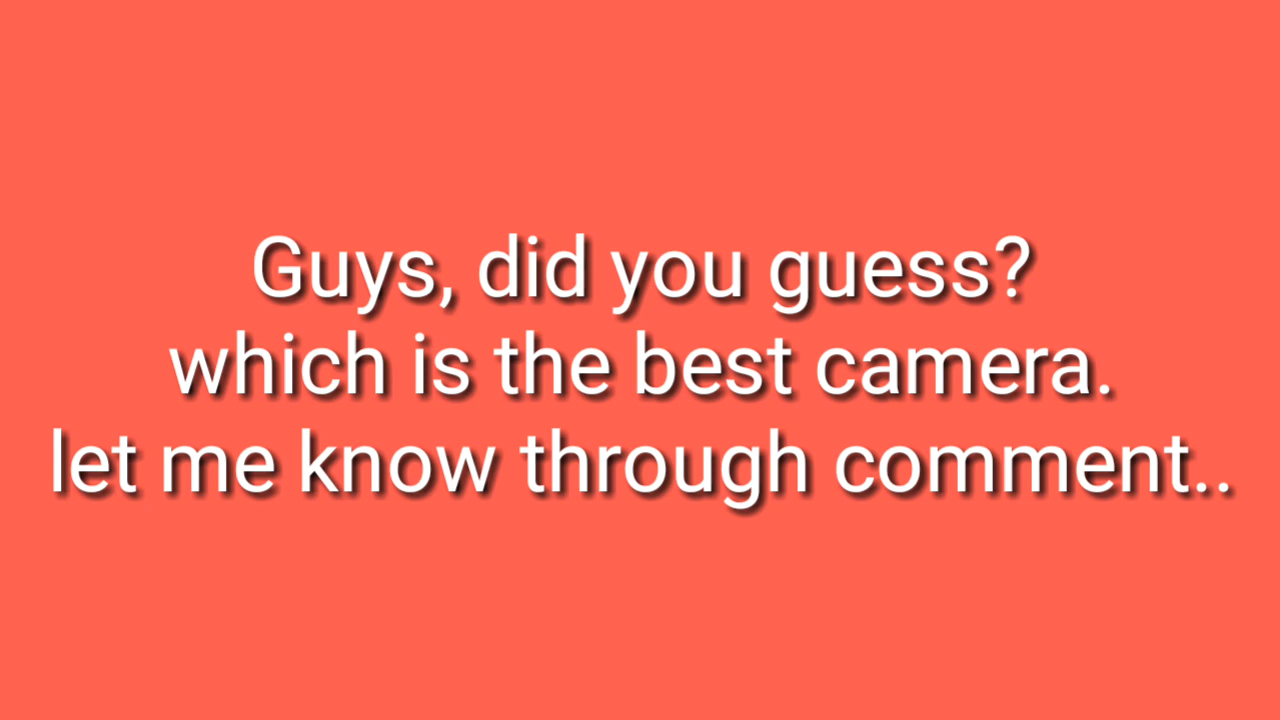 Guys, did you guess?
which is the best camera.
let me know through comment..